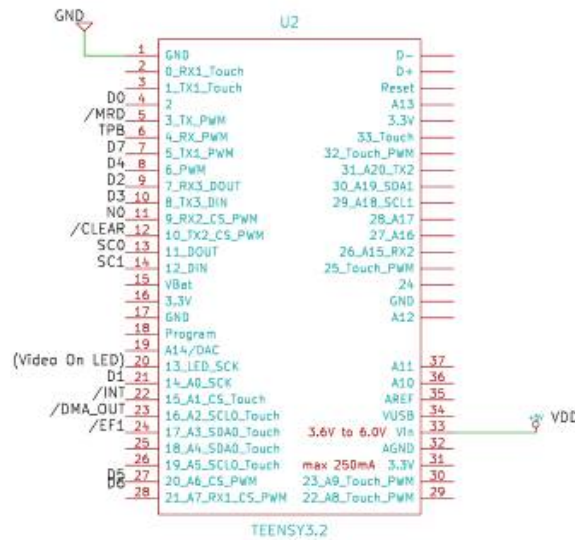 GND
U2
1 GND D-
2 0_RX1_Touch D+
3 1_TX1_Touch Reset
D0 4 2 A13
/MRD 5 3_TX_PWM 3.3V
TPB 6 4_RX_PWM 33_Touch
D7 7 5_TX1_PWM 32_Touch_PWM
D4 8 6_PWM 31_A20_TX2
D2 9 7_RX3_DOUT 30_A19_SDA1
D3 10 8_TX3_DIN 29_A18_SCL1
N0 11 9_RX2_CS_PWM 28_A17
/CLEAR 12 10_TX2_CS_PWM 27_A16
SC0 13 11_DOUT 26_A15_RX2
SC1 14 12_DIN 25_Touch_PWM
15 VBat 24
16 3.3V GND
17 GND A12
18 Program
19 A14/DAC
(Video On LED) 20 13_LED_SCK A11 37
D1 21 14_A0_SCK A10 36
/INT 22 15_A1_CS_Touch AREF 35
/DMA_OUT 23 16_A2_SCL0_Touch VUSB 34
/EF1 24 17_A3_SDA0_Touch 3.6V to 6.0V Vin 33 VDD
25 18_A4_SDA0_Touch AGND 32
26 19_A5_SCL0_Touch max 250mA 3.3V 31
D5 27 20_A6_CS_PWM 23_A9_Touch_PWM 30
D6 28 21_A7_RX1_CS_PWM 22_A8_Touch_PWM 29
TEENSY3.2